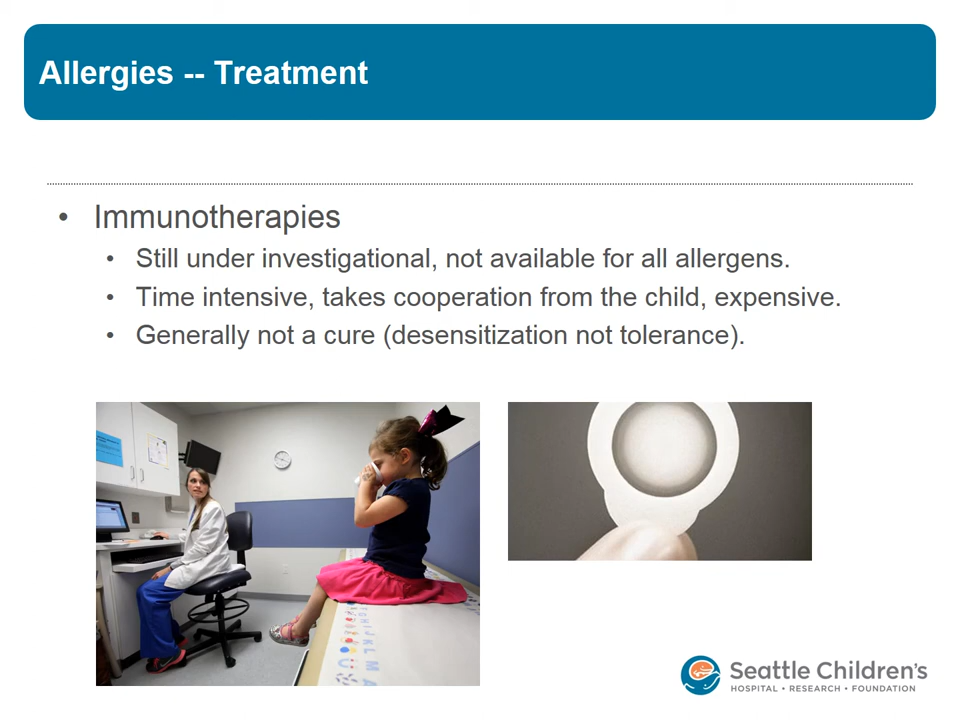 Allergies -- Treatment
• Immunotherapies
• Still under investigational, not available for all allergens.
• Time intensive, takes cooperation from the child, expensive.
• Generally not a cure (desensitization not tolerance).
Seattle Children's
HOSPITAL • RESEARCH • FOUNDATION